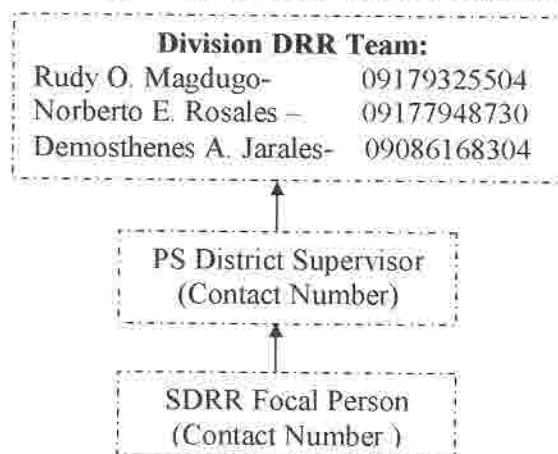 Division DRR Team:
Rudy O. Magdugo- 09179325504
Norberto E. Rosales – 09177948730
Demosthenes A. Jarales- 09086168304
PS District Supervisor
(Contact Number)
SDRR Focal Person
(Contact Number )